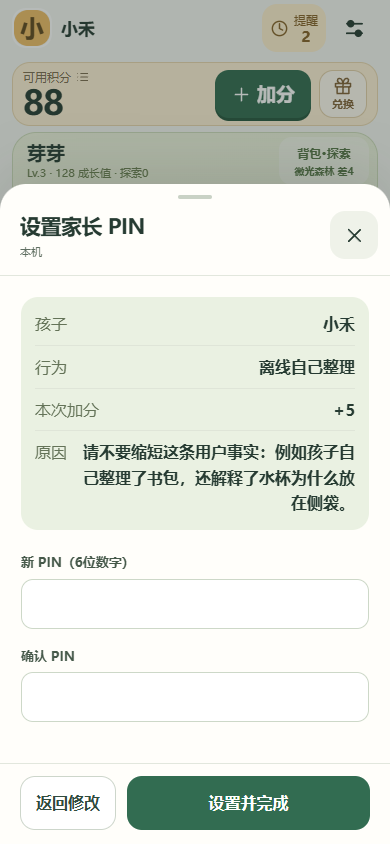 小 小禾
提醒
2
可用积分
88
加分
兑换
芽芽
Lv.3 · 128 成长值 · 探索0
背包•探索
微光森林 差4
设置家长 PIN
本机
孩子 小禾
行为 离线自己整理
本次加分 +5
原因 请不要缩短这条用户事实：例如孩子自
己整理了书包，还解释了水杯为什么放
在侧袋。
新 PIN（6位数字）
确认 PIN
返回修改 设置并完成